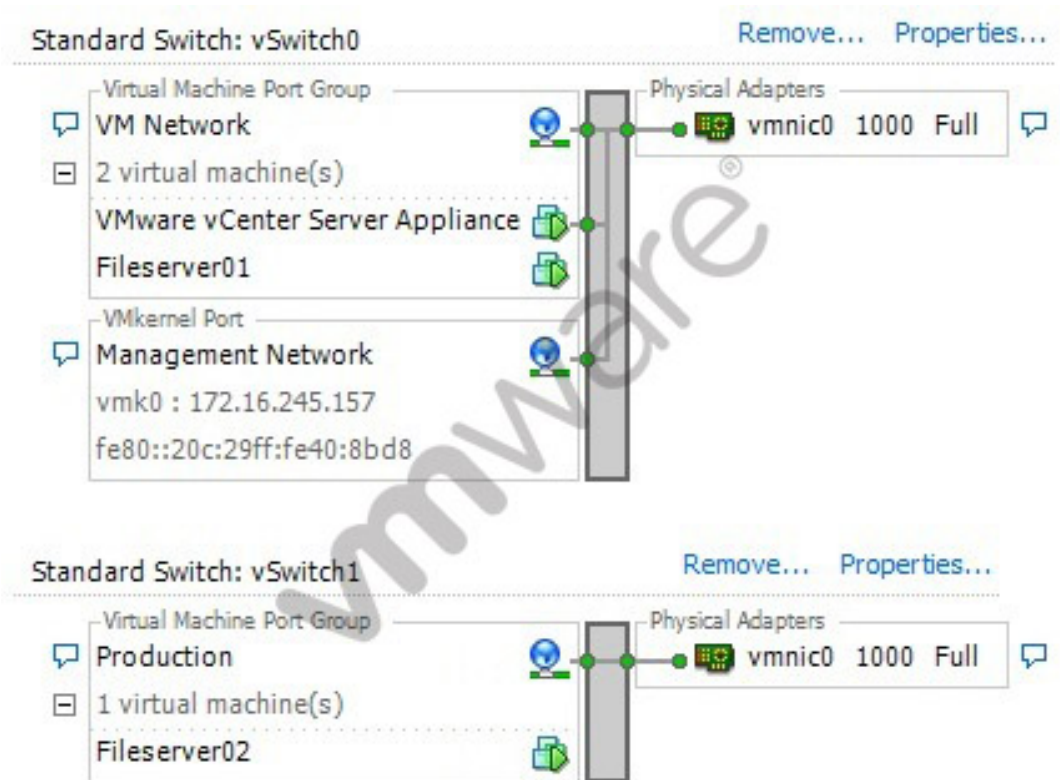 Standard Switch: vSwitch0 Remove... Properties...
Virtual Machine Port Group
Physical Adapters
VM Network
vmnic0 1000 Full
2 virtual machine(s)
VMware vCenter Server Appliance
Fileserver01
VMkernel Port
Management Network
vmk0 : 172.16.245.157
fe80::20c:29ff:fe40:8bd8
vmware®
Standard Switch: vSwitch1 Remove... Properties...
Virtual Machine Port Group
Physical Adapters
Production
vmnic0 1000 Full
1 virtual machine(s)
Fileserver02